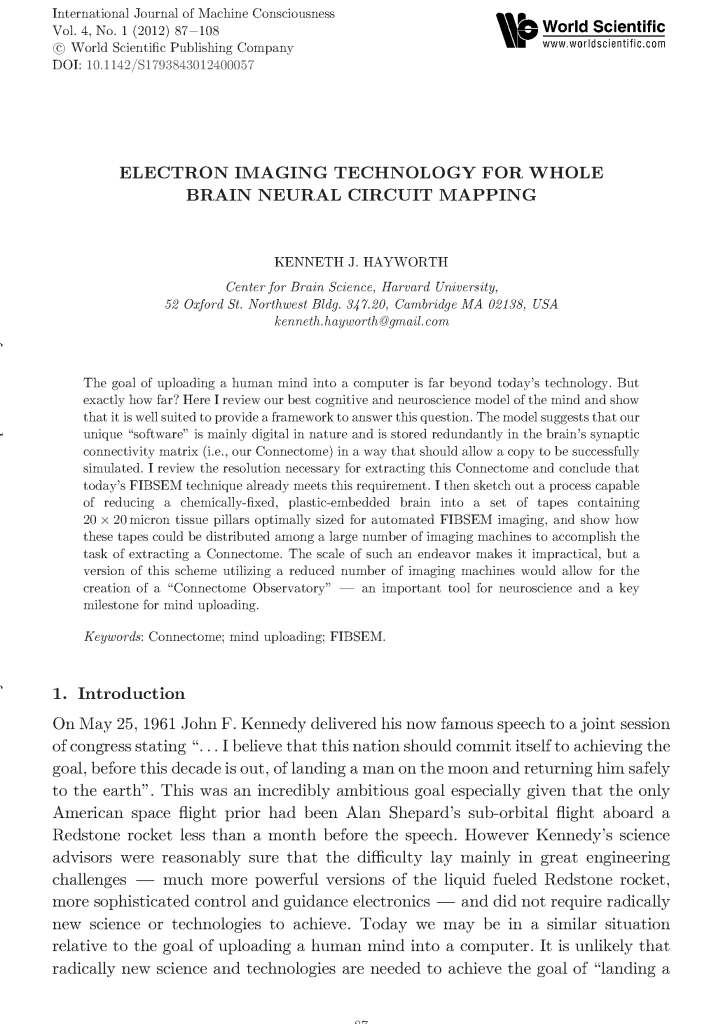 International Journal of Machine Consciousness
Vol. 4, No. 1 (2012) 87−108
© World Scientific Publishing Company
DOI: 10.1142/S1793843012400057
World Scientific
www.worldscientific.com
ELECTRON IMAGING TECHNOLOGY FOR WHOLE
BRAIN NEURAL CIRCUIT MAPPING
KENNETH J. HAYWORTH
Center for Brain Science, Harvard University,
52 Oxford St. Northwest Bldg. 347.20, Cambridge MA 02138, USA
kenneth.hayworth@gmail.com
The goal of uploading a human mind into a computer is far beyond today's technology. But
exactly how far? Here I review our best cognitive and neuroscience model of the mind and show
that it is well suited to provide a framework to answer this question. The model suggests that our
unique "software" is mainly digital in nature and is stored redundantly in the brain's synaptic
connectivity matrix (i.e., our Connectome) in a way that should allow a copy to be successfully
simulated. I review the resolution necessary for extracting this Connectome and conclude that
today's FIBSEM technique already meets this requirement. I then sketch out a process capable
of reducing a chemically-fixed, plastic-embedded brain into a set of tapes containing
20 × 20 micron tissue pillars optimally sized for automated FIBSEM imaging, and show how
these tapes could be distributed among a large number of imaging machines to accomplish the
task of extracting a Connectome. The scale of such an endeavor makes it impractical, but a
version of this scheme utilizing a reduced number of imaging machines would allow for the
creation of a "Connectome Observatory" — an important tool for neuroscience and a key
milestone for mind uploading.
Keywords: Connectome; mind uploading; FIBSEM.
1. Introduction
On May 25, 1961 John F. Kennedy delivered his now famous speech to a joint session
of congress stating "... I believe that this nation should commit itself to achieving the
goal, before this decade is out, of landing a man on the moon and returning him safely
to the earth". This was an incredibly ambitious goal especially given that the only
American space flight prior had been Alan Shepard's sub-orbital flight aboard a
Redstone rocket less than a month before the speech. However Kennedy's science
advisors were reasonably sure that the difficulty lay mainly in great engineering
challenges — much more powerful versions of the liquid fueled Redstone rocket,
more sophisticated control and guidance electronics — and did not require radically
new science or technologies to achieve. Today we may be in a similar situation
relative to the goal of uploading a human mind into a computer. It is unlikely that
radically new science and technologies are needed to achieve the goal of "landing a